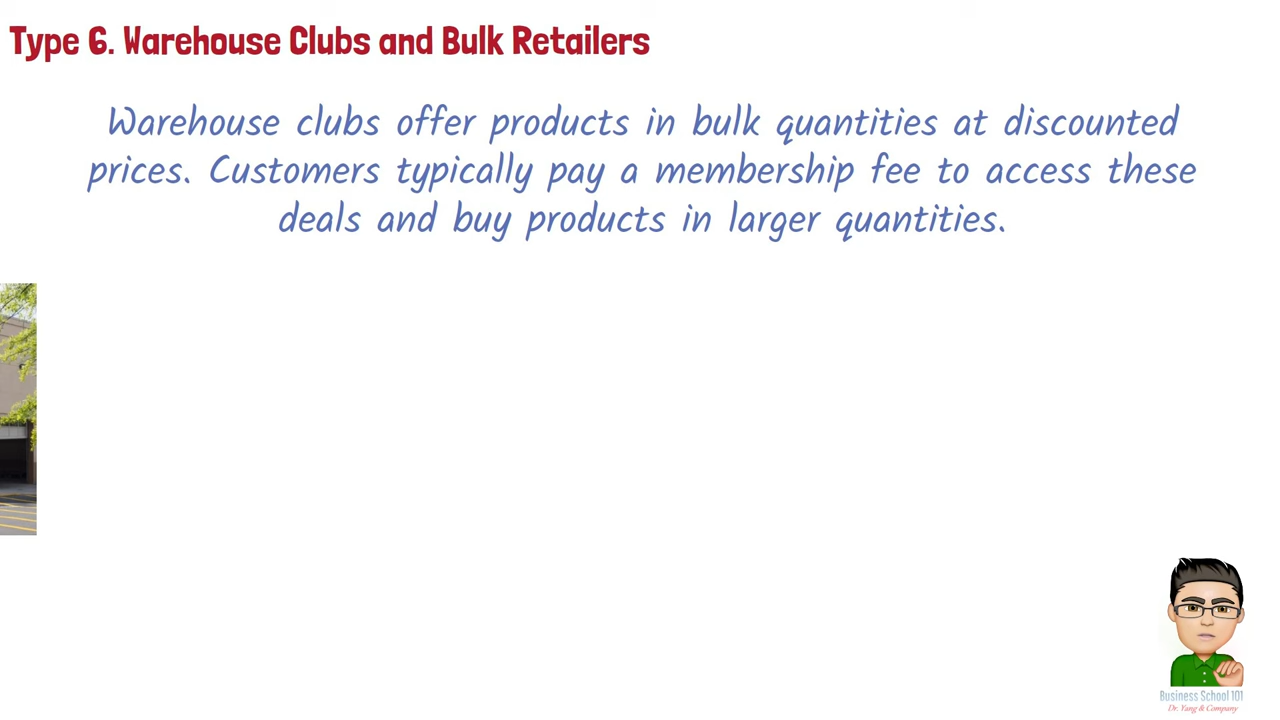 Type 6. Warehouse Clubs and Bulk Retailers
Warehouse clubs offer products in bulk quantities at discounted
prices. Customers typically pay a membership fee to access these
deals and buy products in larger quantities.
Business School 101
Dr. Yang & Company